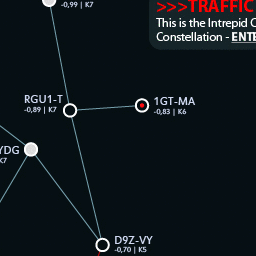 -0,99 | K7
>>>TRAFFIC
This is the Intrepid C
Constellation - ENTE
RGU1-T
-0,89 | K7
1GT-MA
-0,83 | K6
YDG
K7
D9Z-VY
-0,70 | K5